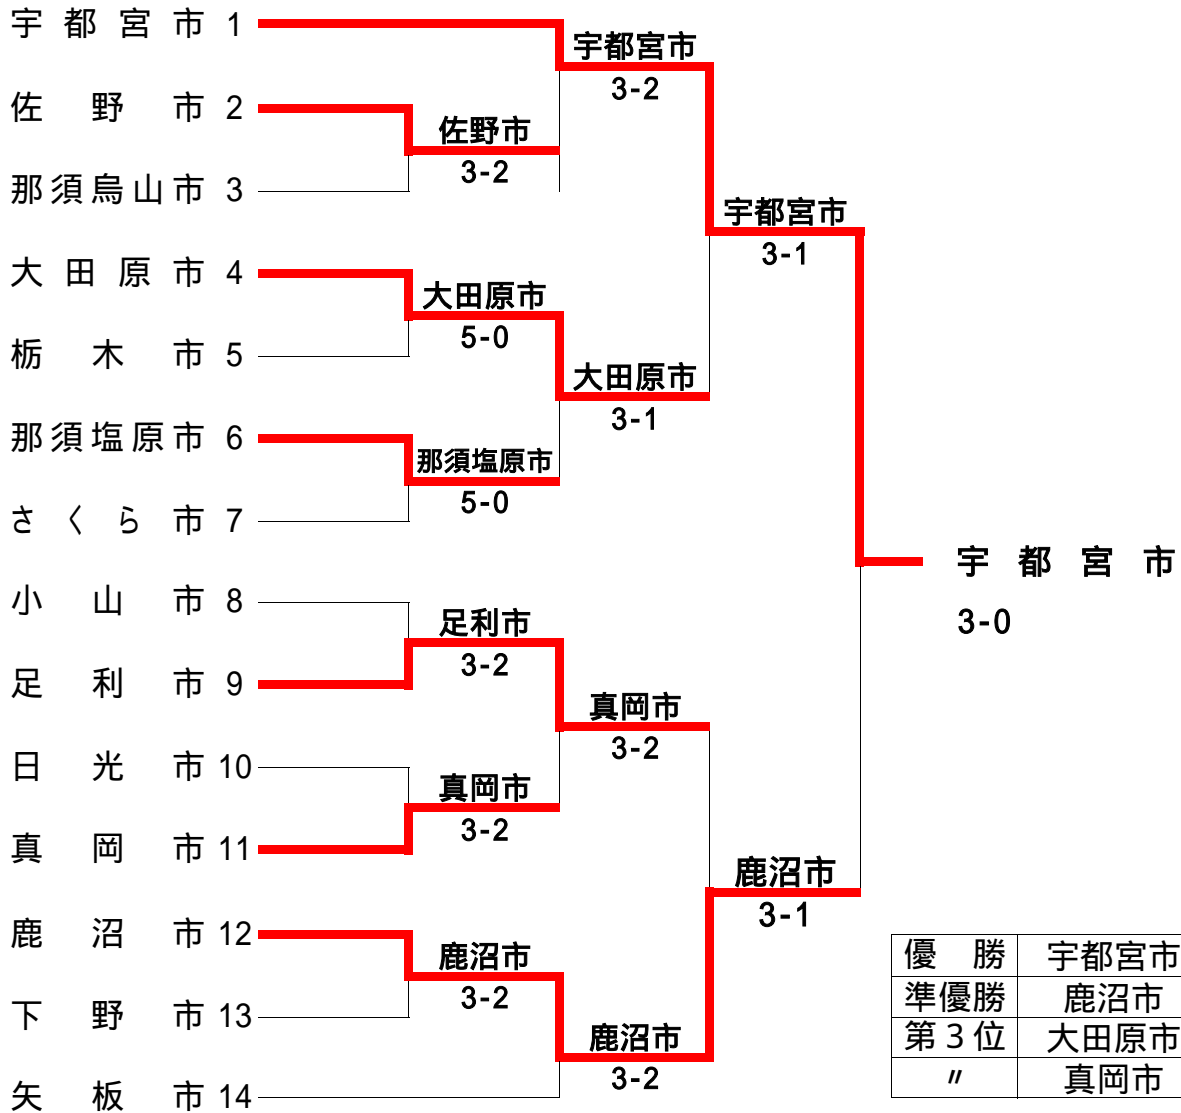 宇都宮市 1
佐野市 2
那須烏山市 3
大田原市 4
栃木市 5
那須塩原市 6
さくら市 7
小山市 8
足利市 9
日光市 10
真岡市 11
鹿沼市 12
下野市 13
矢板市 14
佐野市
3-2
大田原市
5-0
那須塩原市
5-0
足利市
3-2
真岡市
3-2
鹿沼市
3-2
宇都宮市
3-2
大田原市
3-1
真岡市
3-2
鹿沼市
3-2
宇都宮市
3-1
鹿沼市
3-1
宇都宮市
3-0
優勝 宇都宮市
準優勝 鹿沼市
第3位 大田原市
〃 真岡市